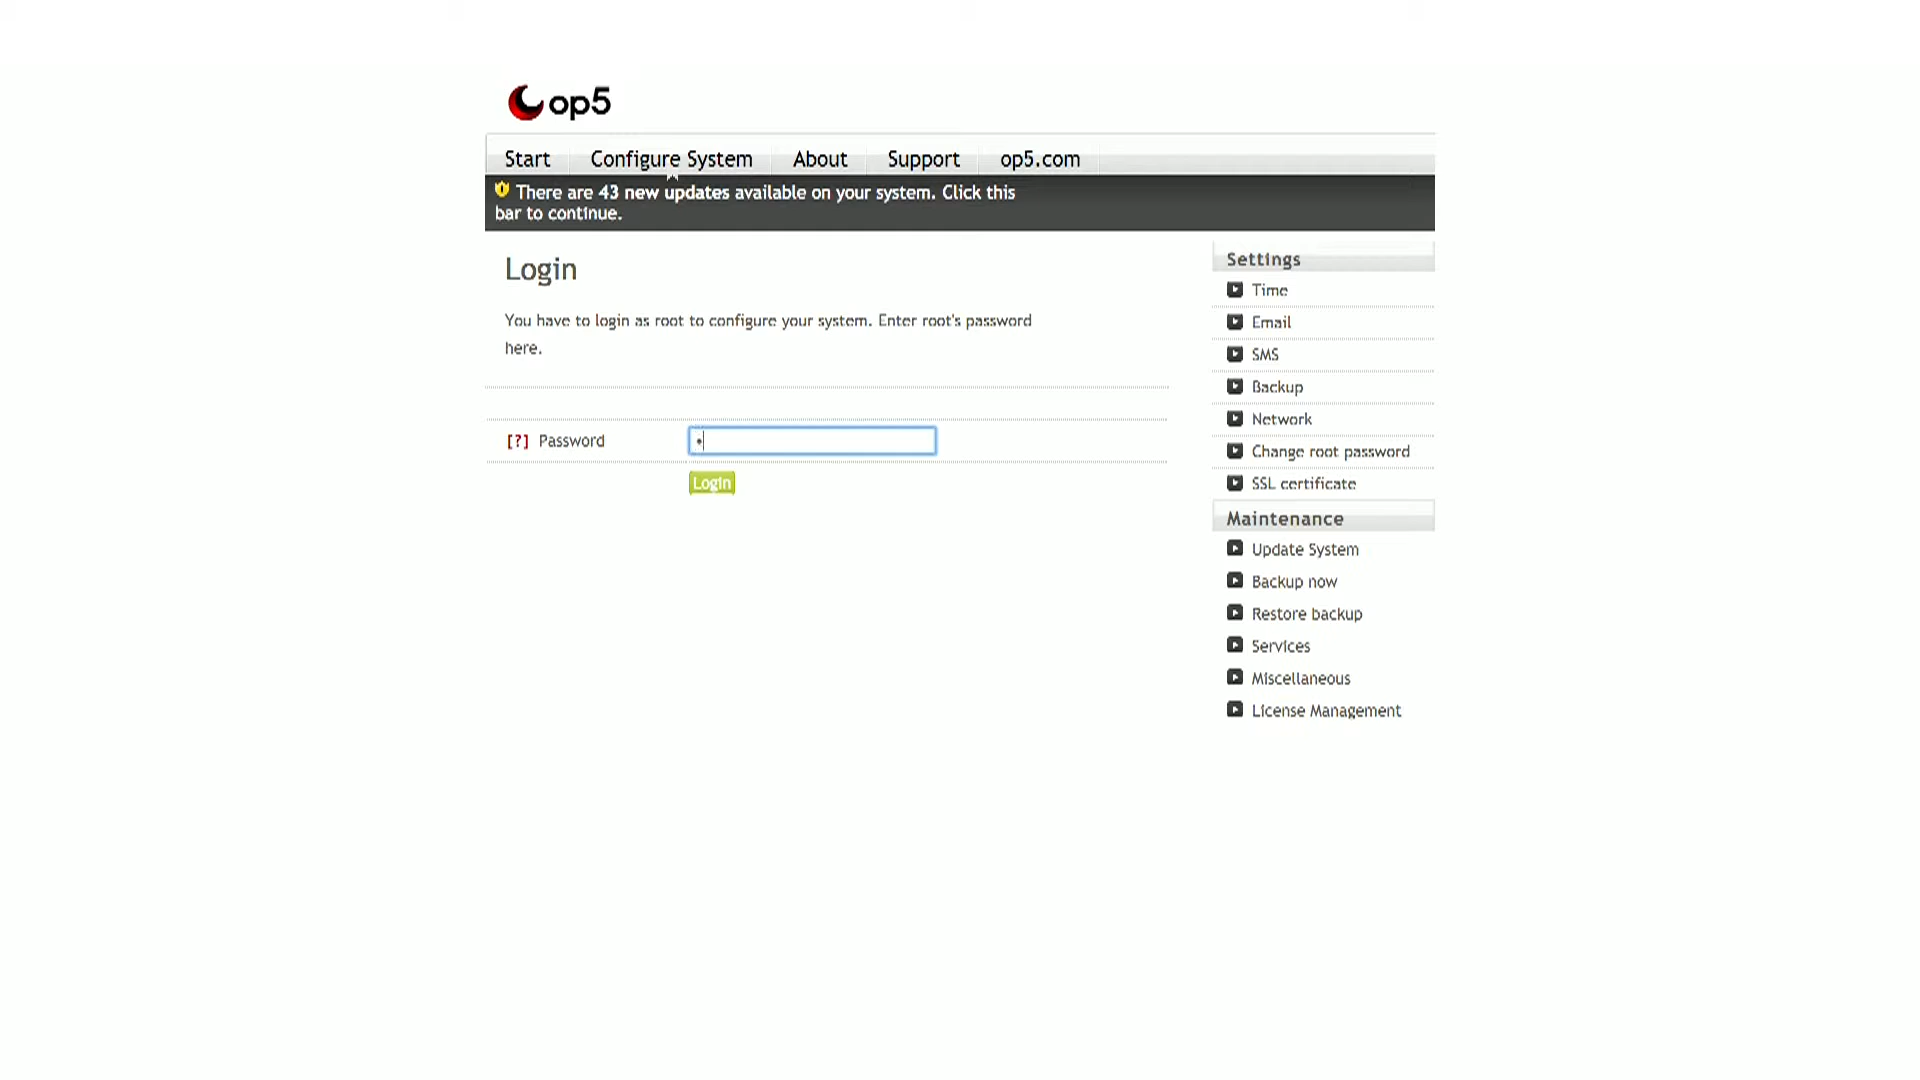 op5
Start Configure System About Support op5.com
There are 43 new updates available on your system. Click this
bar to continue.
Login
You have to login as root to configure your system. Enter root's password
here.
[?] Password
Login
Settings
Time
Email
SMS
Backup
Network
Change root password
SSL certificate
Maintenance
Update System
Backup now
Restore backup
Services
Miscellaneous
License Management